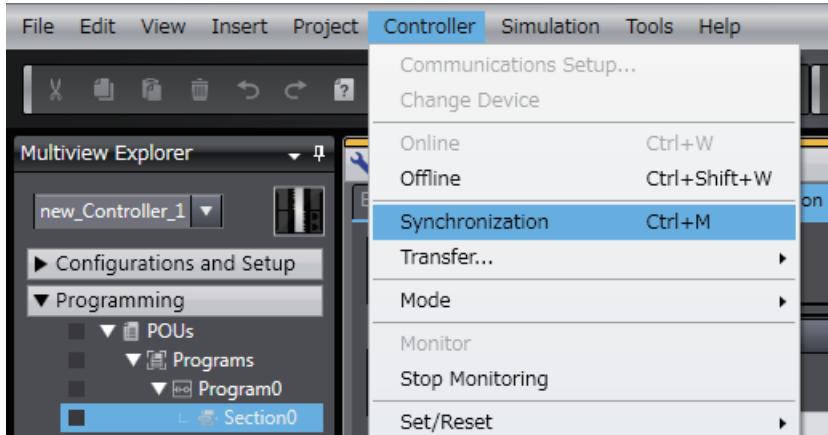 File Edit View Insert Project Controller Simulation Tools Help
Communications Setup...
Change Device
Online Ctrl+W
Offline Ctrl+Shift+W
Synchronization Ctrl+M
Transfer...
Mode
Monitor
Stop Monitoring
Set/Reset
Multiview Explorer
new_Controller_1
Configurations and Setup
Programming
POUs
Programs
Program0
Section0
on